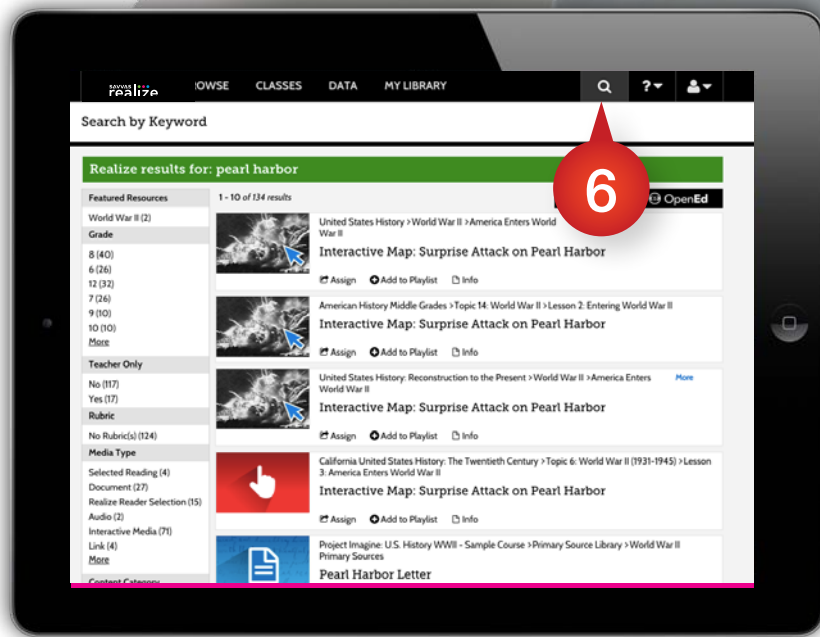 SAVVAS
realize
OWSE CLASSES DATA MY LIBRARY
?
Search by Keyword
6
Realize results for: pearl harbor
OpenEd
Featured Resources
World War II (2)
Grade
8 (40)
6 (26)
12 (32)
7 (26)
9 (10)
10 (10)
More
Teacher Only
No (117)
Yes (17)
Rubric
No Rubric(s) (124)
Media Type
Selected Reading (4)
Document (27)
Realize Reader Selection (15)
Audio (2)
Interactive Media (71)
Link (4)
More
Content Category
1 - 10 of 134 results
United States History >World War II >America Enters World
War II
Interactive Map: Surprise Attack on Pearl Harbor
Assign Add to Playlist Info
American History Middle Grades >Topic 14: World War II >Lesson 2: Entering World War II
Interactive Map: Surprise Attack on Pearl Harbor
Assign Add to Playlist Info
United States History: Reconstruction to the Present >World War II >America Enters More
World War II
Interactive Map: Surprise Attack on Pearl Harbor
Assign Add to Playlist Info
California United States History: The Twentieth Century >Topic 6: World War II (1931-1945) >Lesson
3: America Enters World War II
Interactive Map: Surprise Attack on Pearl Harbor
Assign Add to Playlist Info
Project Imagine: U.S. History WWII - Sample Course >Primary Source Library >World War II
Primary Sources
Pearl Harbor Letter